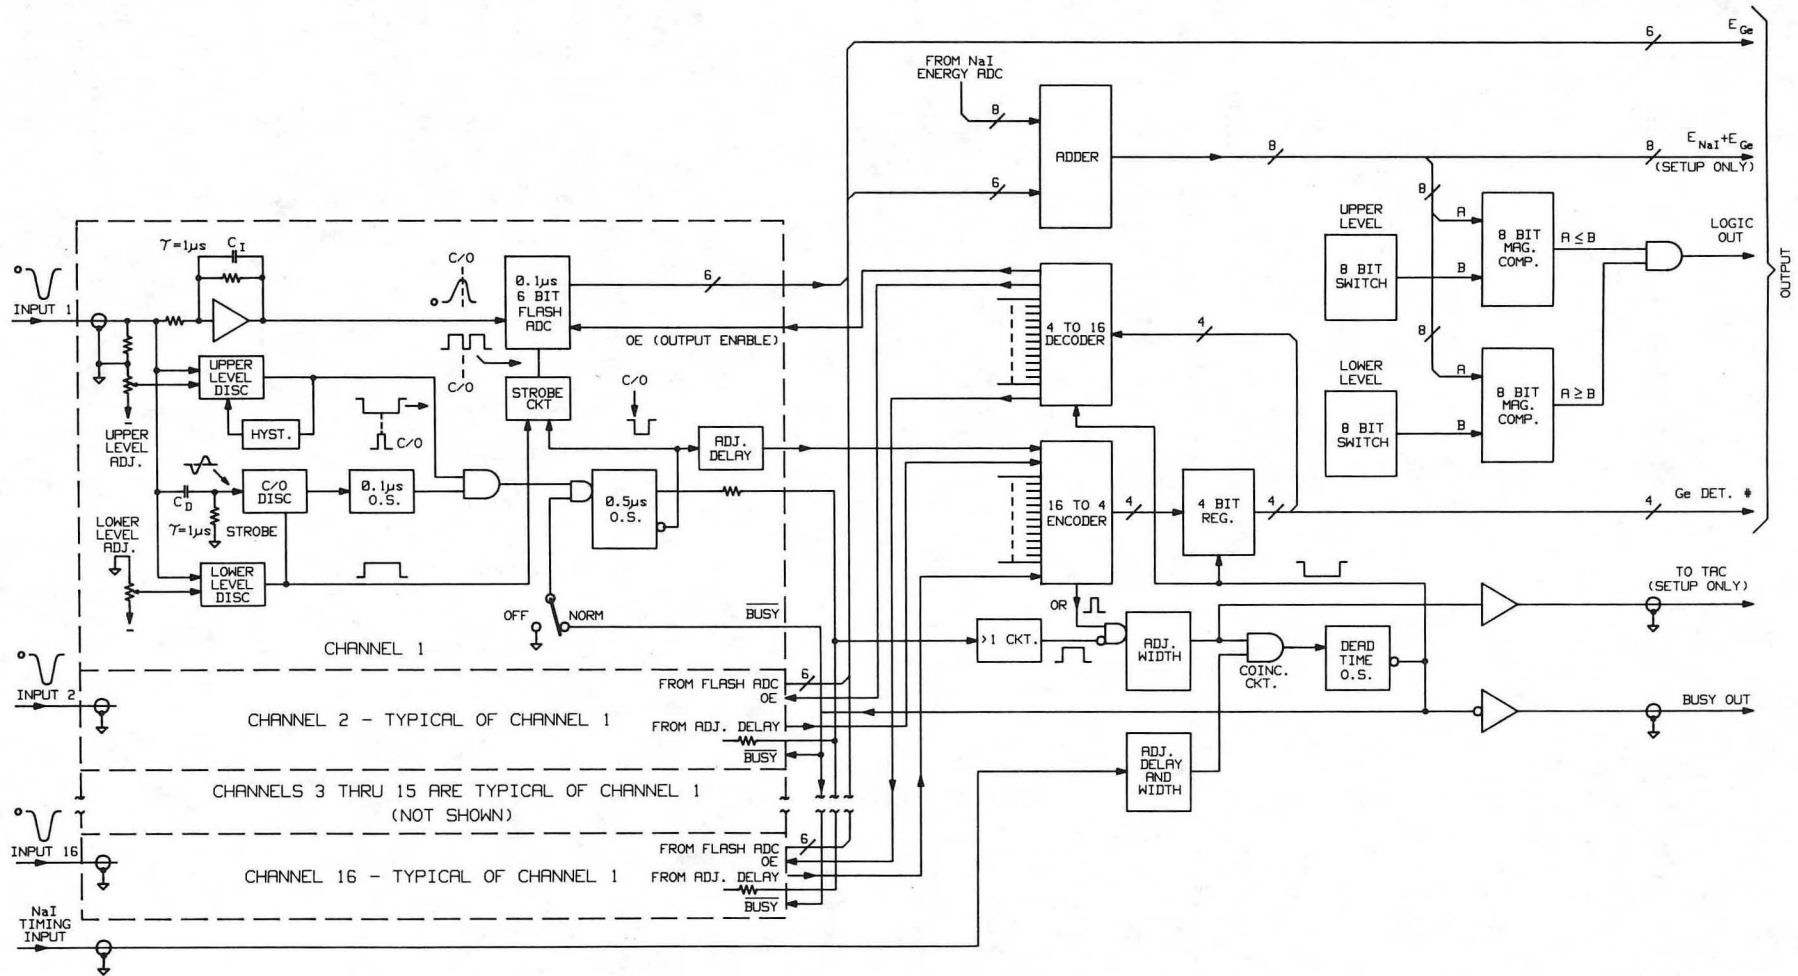 6
E Ge
FROM NaI
ENERGY ADC
8
ADDER
8
8
E NaI + E Ge
(SETUP ONLY)
6
8
UPPER
LEVEL
8 BIT
SWITCH
A
B
8 BIT
MAG.
COMP.
A ≤ B
LOGIC
OUT
OUTPUT
8
LOWER
LEVEL
8 BIT
SWITCH
A
B
8 BIT
MAG.
COMP.
A ≥ B
τ=1μs
C I
C/O
0
0.1μs
6 BIT
FLASH
ADC
6
OE (OUTPUT ENABLE)
0
INPUT 1
C/O
UPPER
LEVEL
DISC
HYST.
UPPER
LEVEL ADJ.
STROBE
CKT
C/O
C/O
ADJ.
DELAY
4 TO 16
DECODER
4
C D
τ=1μs
C/O
DISC
STROBE
0.1μs
O.S.
0.5μs
O.S.
16 TO 4
ENCODER
4
4 BIT
REG.
4
4
Ge DET. #
LOWER
LEVEL
ADJ.
LOWER
LEVEL
DISC
OFF
NORM
BUSY
CHANNEL 1
OR
>1 CKT.
ADJ.
WIDTH
COINC.
CKT.
DEAD
TIME
O.S.
TO TAC
(SETUP ONLY)
0
INPUT 2
CHANNEL 2 - TYPICAL OF CHANNEL 1
FROM FLASH ADC
6
OE
FROM ADJ. DELAY
BUSY
BUSY OUT
ADJ.
DELAY
AND
WIDTH
CHANNELS 3 THRU 15 ARE TYPICAL OF CHANNEL 1
(NOT SHOWN)
0
INPUT 16
CHANNEL 16 - TYPICAL OF CHANNEL 1
FROM FLASH ADC
6
OE
FROM ADJ. DELAY
BUSY
NaI
TIMING
INPUT